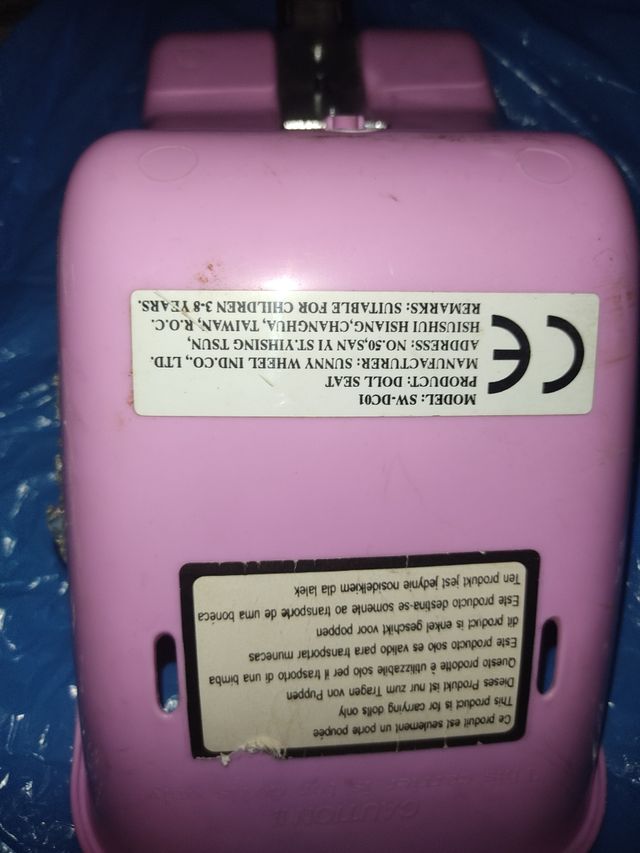 MODEL: SW-DC01
PRODUCT: DOLL SEAT
MANUFACTURER: SUNNY WHEEL IND.CO., LTD.
ADDRESS: NO.50,SAN YI ST.YIHSING TSUN,
HSIUSHUI HSIANG,CHANGHUA, TAIWAN, R.O.C.
REMARKS: SUITABLE FOR CHILDREN 3-8 YEARS.
CE
CAUTION!!
Ce produit est seulement un porte poupée
This product is for carrying dolls only
Dieses Produkt ist nur zum Tragen von Puppen
Questo prodotto è utilizzabile solo per il trasporto di una bimba
Este producto solo es valido para transportar munecas
dit product is enkel geschikt voor poppen
Este producto destina-se somente ao transporte de uma boneca
Ten produkt jest jedynie nosidelkiem dla lalek